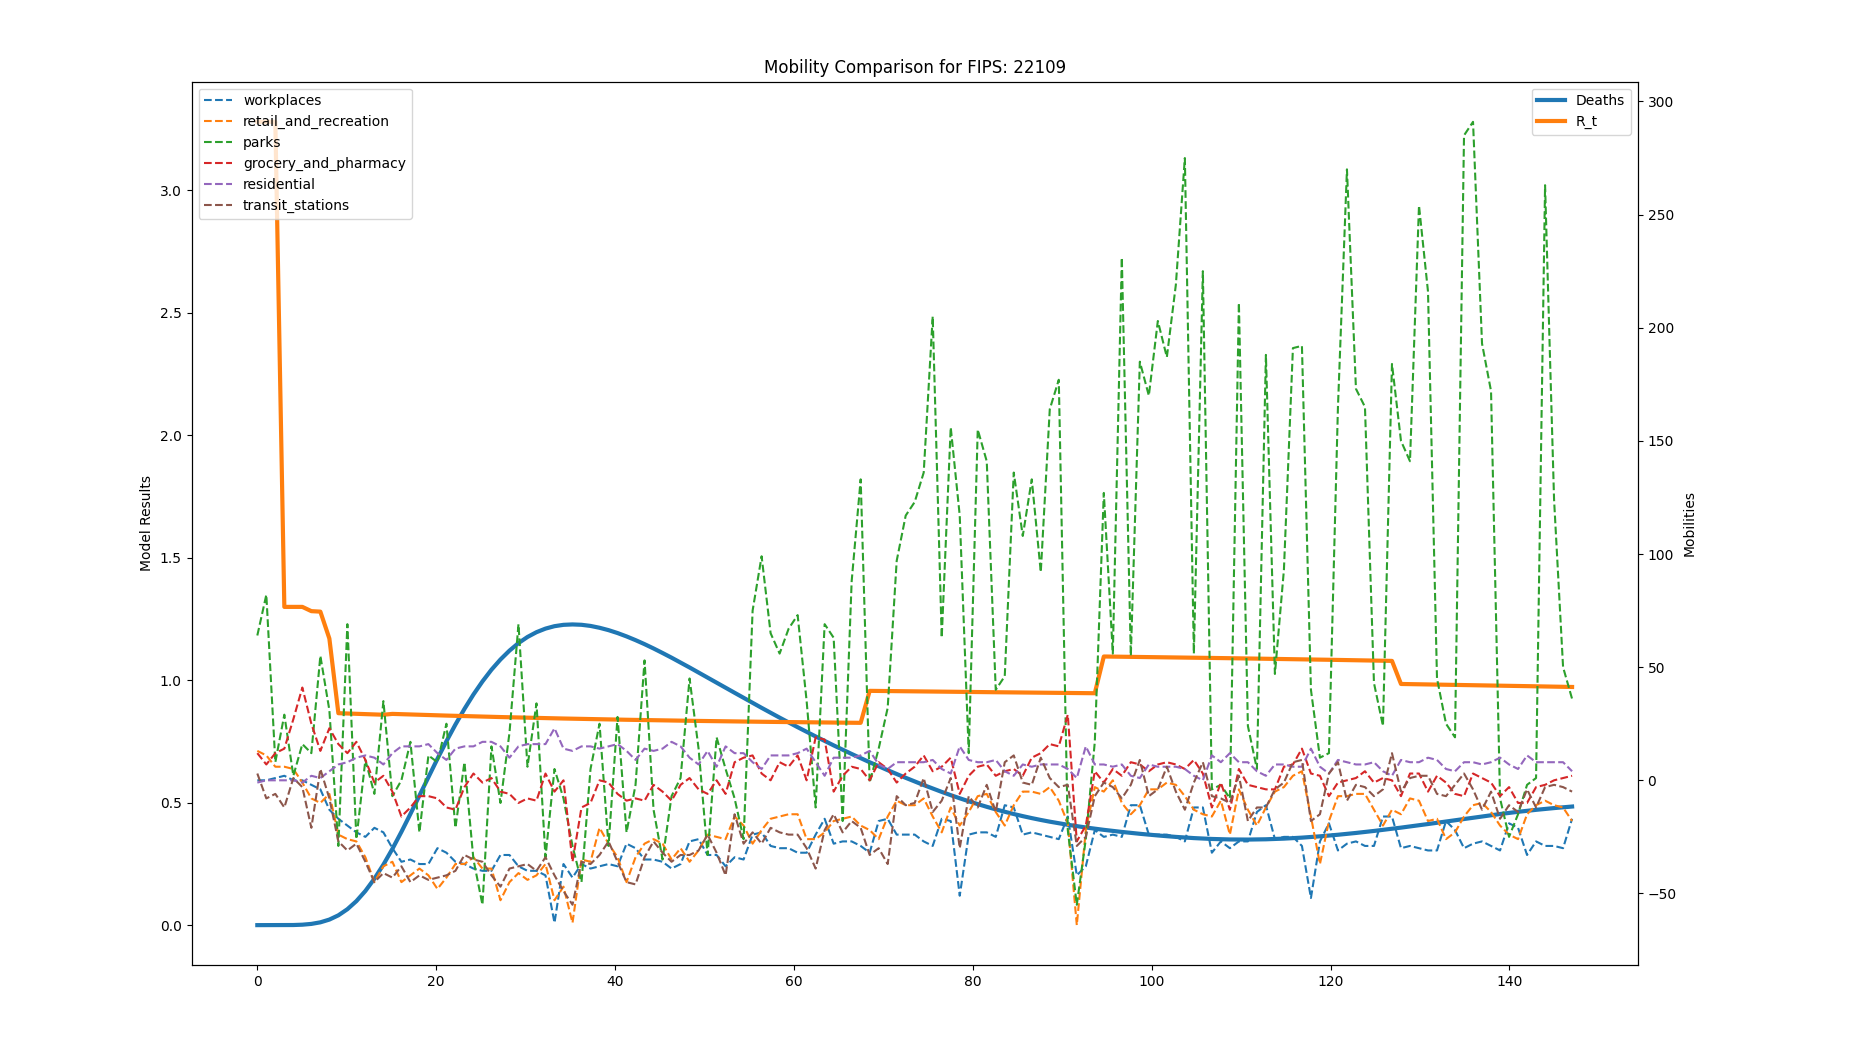 Mobility Comparison for FIPS: 22109
workplaces
retail_and_recreation
parks
grocery_and_pharmacy
residential
transit_stations
Deaths
R_t
Model Results
3.0
2.5
2.0
1.5
1.0
0.5
0.0
300
250
200
150
100
50
0
−50
Mobilities
0 20 40 60 80 100 120 140